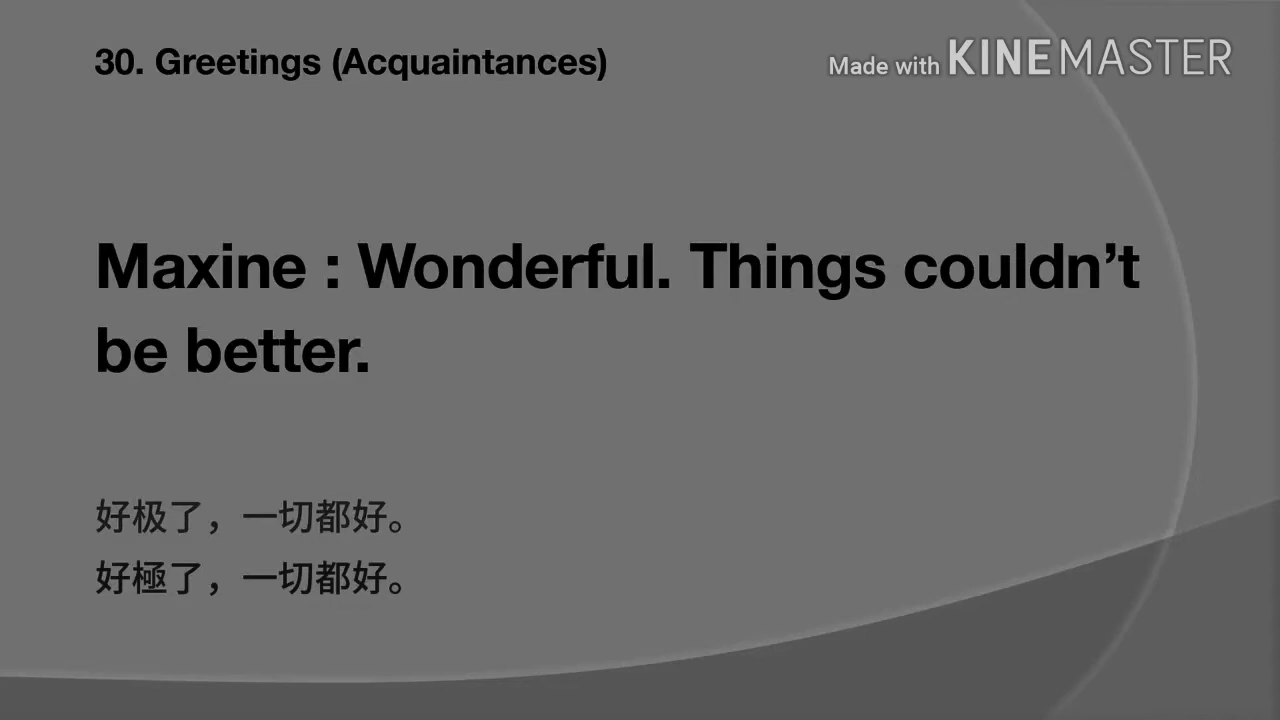 30. Greetings (Acquaintances)
Made with KINEMASTER
Maxine : Wonderful. Things couldn’t
be better.
好极了，一切都好。
好極了，一切都好。